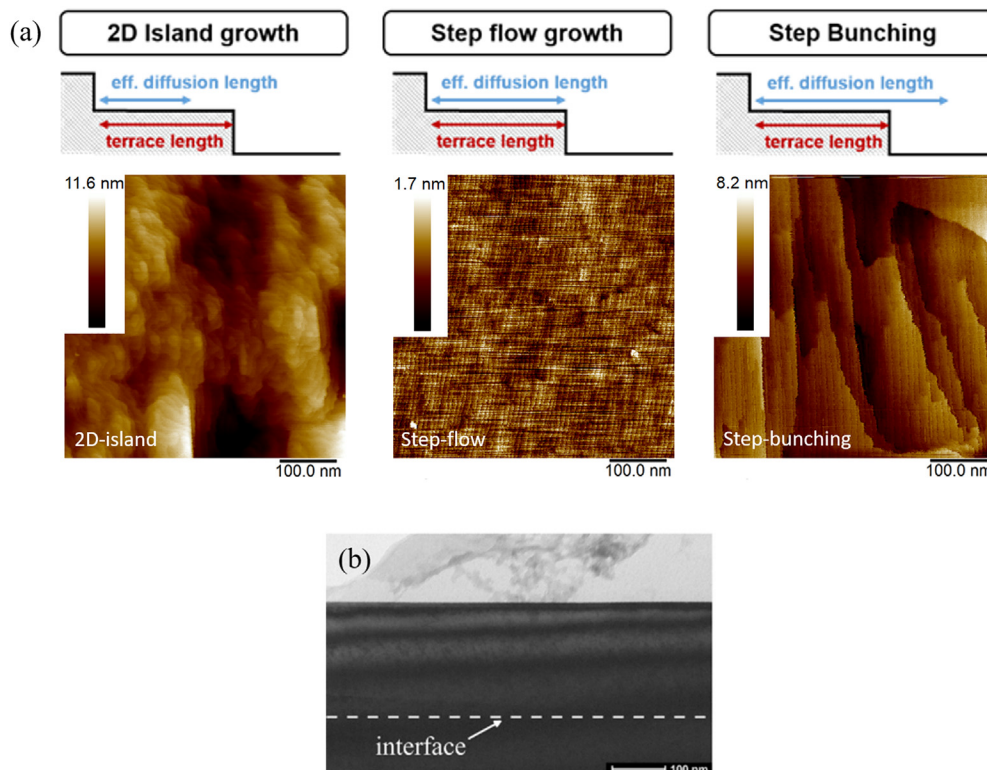 (a)
2D Island growth
Step flow growth
Step Bunching
eff. diffusion length
terrace length
eff. diffusion length
terrace length
eff. diffusion length
terrace length
11.6 nm
1.7 nm
8.2 nm
2D-island
Step-flow
Step-bunching
100.0 nm
100.0 nm
100.0 nm
(b)
interface
100 nm